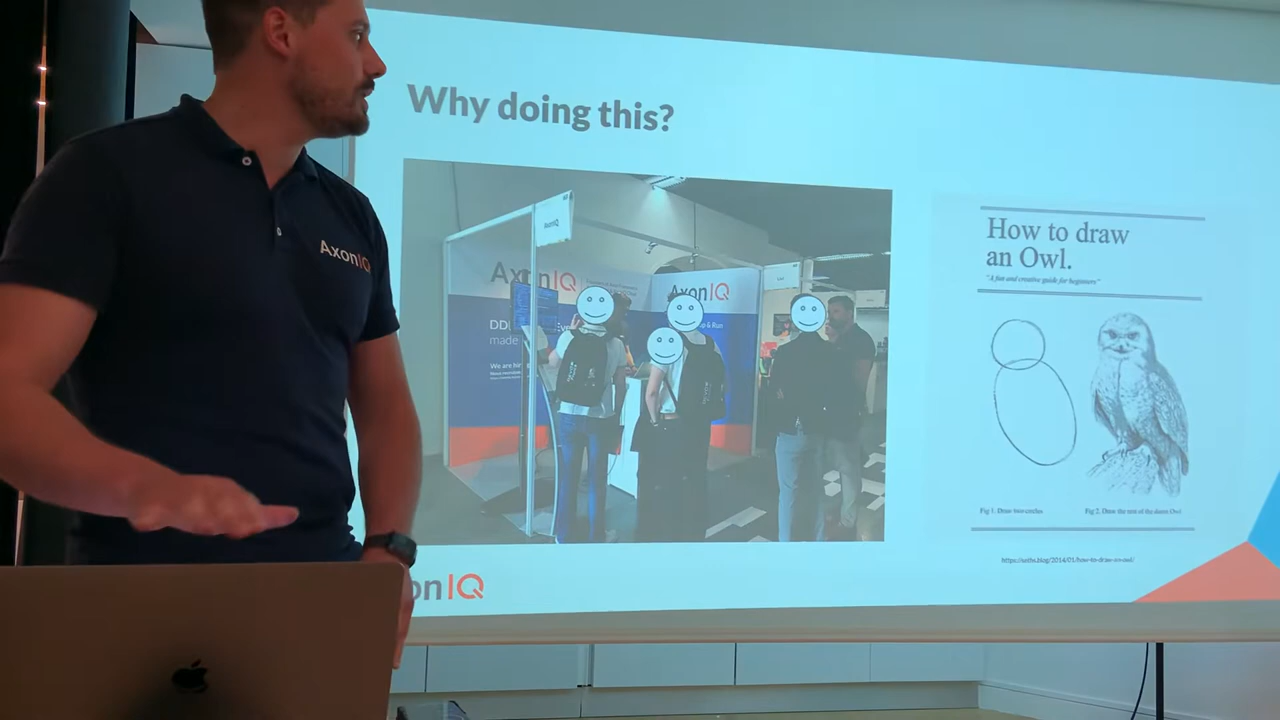 Why doing this?
AxonIQ
AxonIQ
AxonIQ
AxonIQ
DD
made
We are hir
How to draw
an Owl.
"A fun and creative guide for beginners"
Fig 1. Draw two circles
Fig 2. Draw the rest of the damn Owl
onIQ